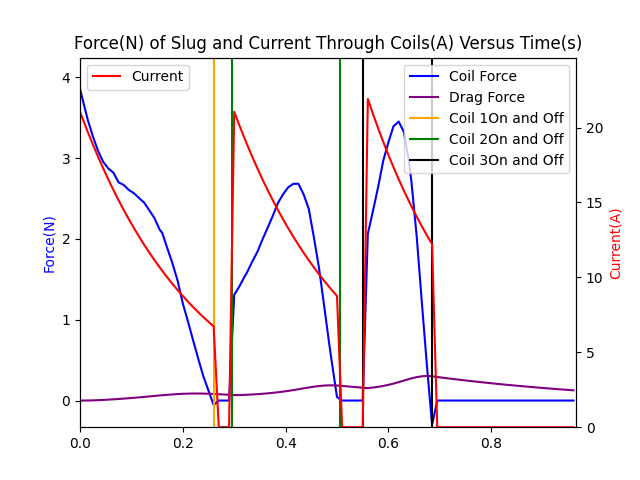 Force(N) of Slug and Current Through Coils(A) Versus Time(s)
Current
Coil Force
Drag Force
Coil 1On and Off
Coil 2On and Off
Coil 3On and Off
Force(N)
4
3
2
1
0
Current(A)
20
15
10
5
0
0.0 0.2 0.4 0.6 0.8